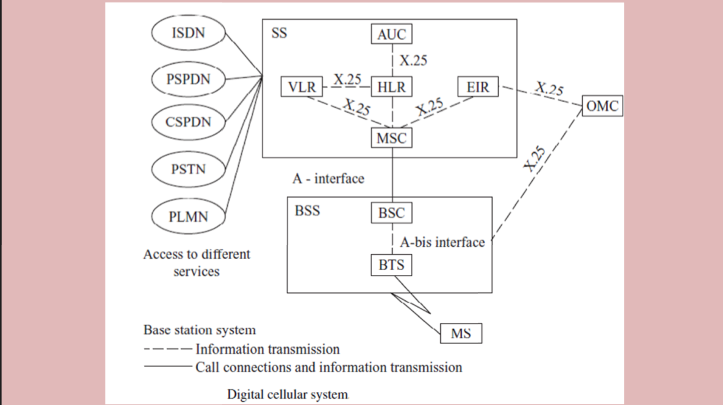 ISDN
SS
AUC
X.25
PSPDN
VLR
X.25
HLR
EIR
X.25
OMC
CSPDN
X.25
X.25
MSC
X.25
PSTN
A - interface
PLMN
BSS
BSC
A-bis interface
Access to different
services
BTS
Base station system
MS
Information transmission
Call connections and information transmission
Digital cellular system